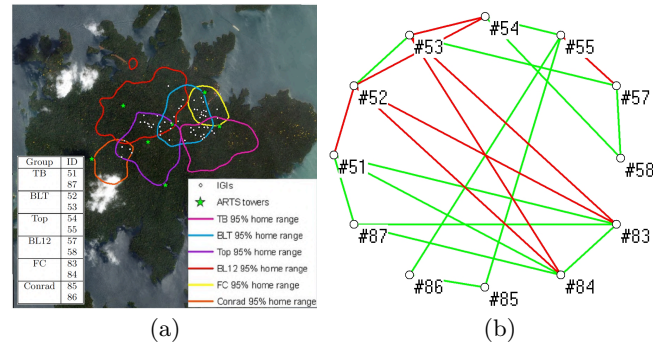 Group ID
TB 51
87
BLT 52
53
Top 54
55
BL12 57
58
FC 83
84
Conrad 85
86
IGIs
ARTS towers
TB 95% home range
BLT 95% home range
Top 95% home range
BL12 95% home range
FC 95% home range
Conrad 95% home range
(a)
#54
#53
#55
#52
#57
#51
#58
#87
#83
#86
#85
#84
(b)